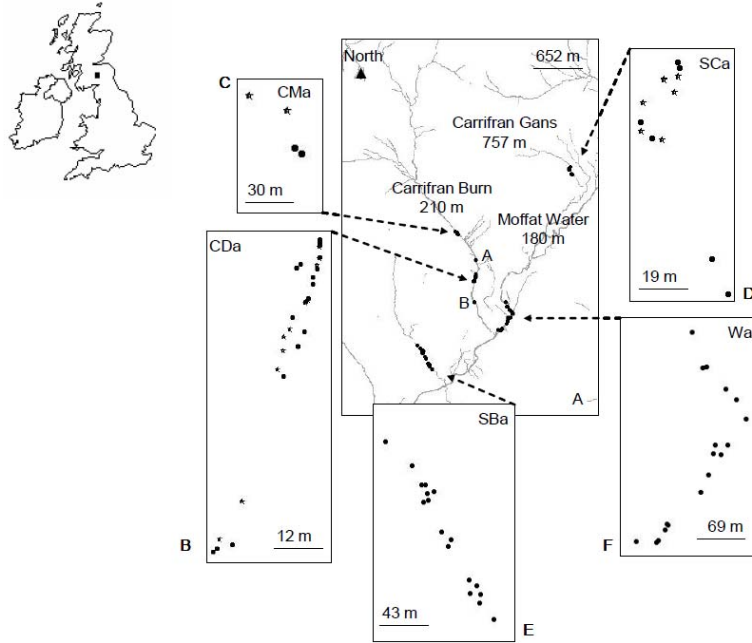 C
CMa
30 m
North
652 m
Carrifran Gans
757 m
Carrifran Burn
210 m
Moffat Water
180 m
A
B
A
SCa
19 m
D
CDa
12 m
B
SBa
43 m
E
Wa
69 m
F